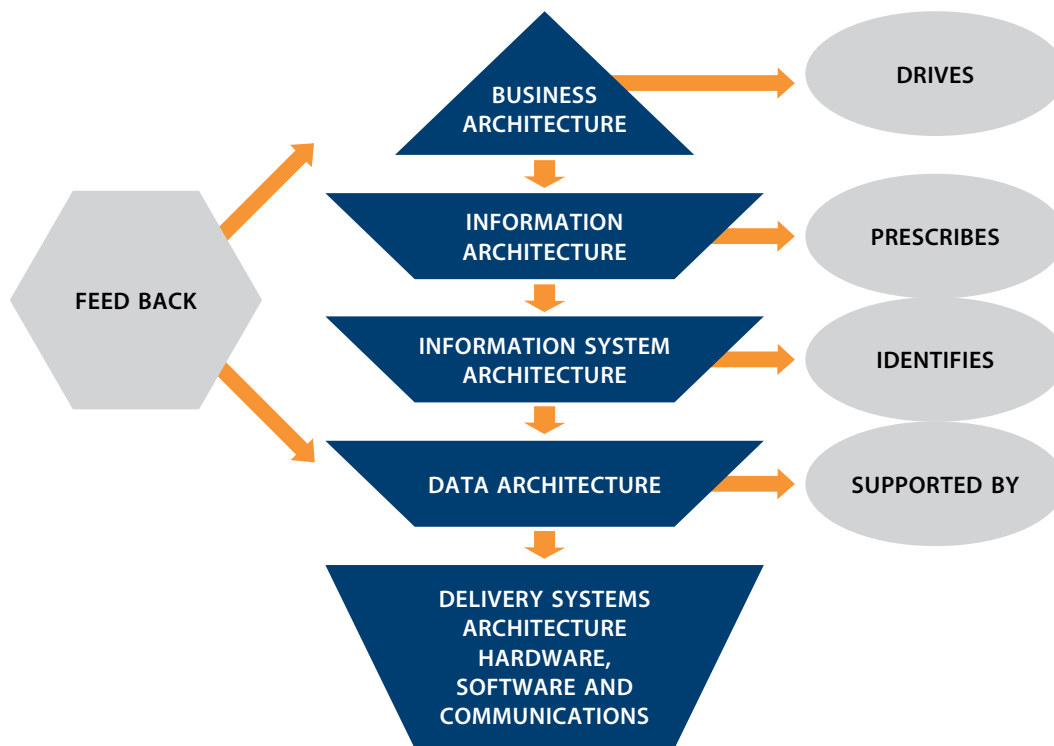 BUSINESS
ARCHITECTURE
DRIVES
INFORMATION
ARCHITECTURE
PRESCRIBES
FEED BACK
INFORMATION SYSTEM
ARCHITECTURE
IDENTIFIES
DATA ARCHITECTURE
SUPPORTED BY
DELIVERY SYSTEMS
ARCHITECTURE
HARDWARE,
SOFTWARE AND
COMMUNICATIONS